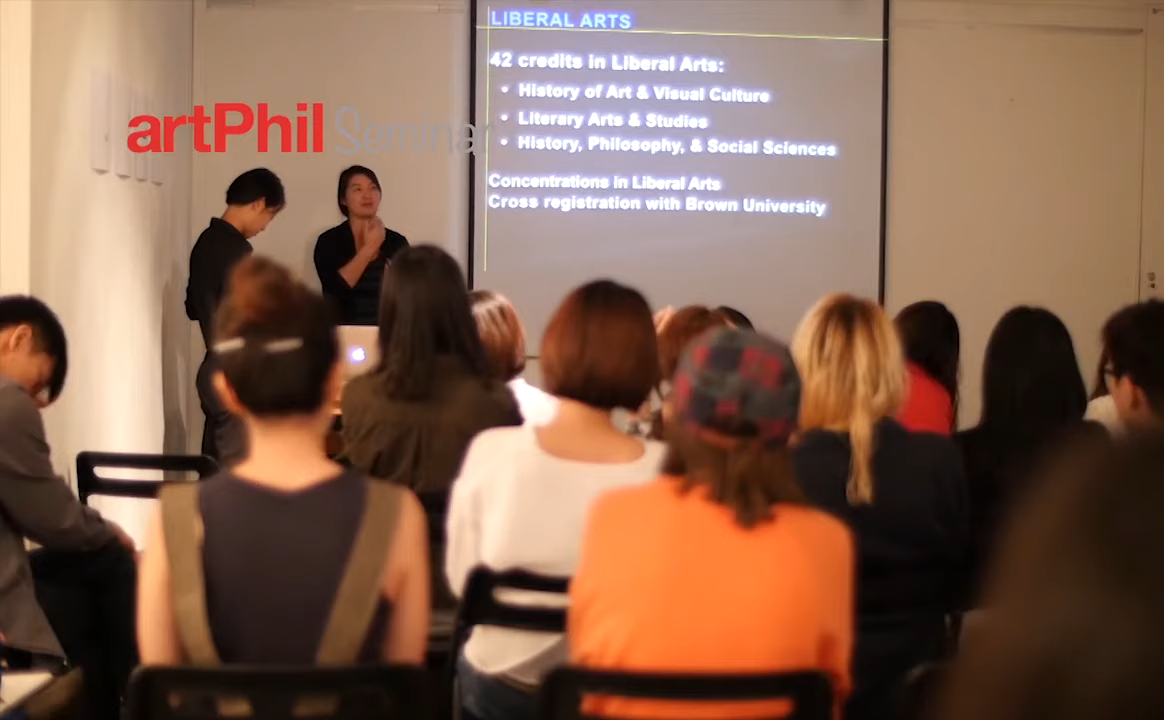 LIBERAL ARTS
42 credits in Liberal Arts:
• History of Art & Visual Culture
• Literary Arts & Studies
• History, Philosophy, & Social Sciences
Concentrations in Liberal Arts
Cross registration with Brown University
artPhil Seminar